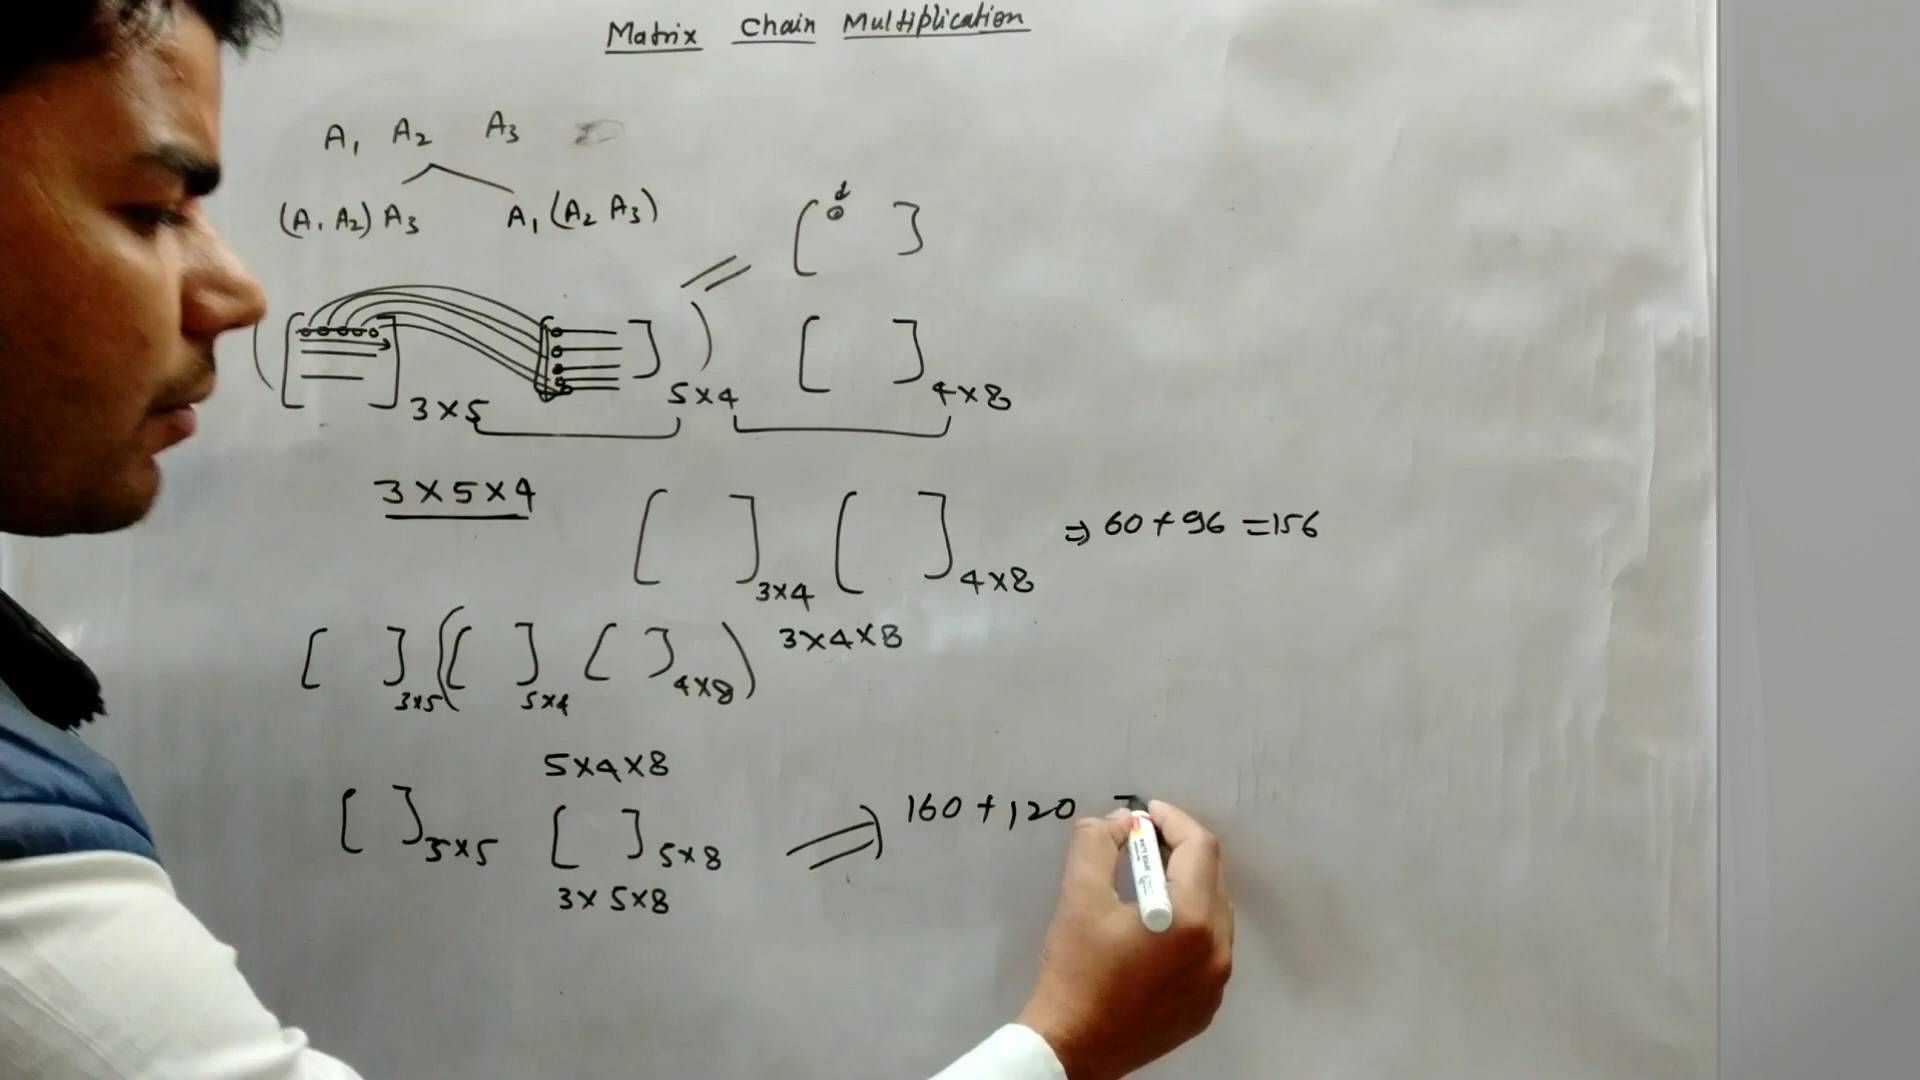 Matrix Chain Multiplication
A1 A2 A3
(A1 A2) A3 A1 (A2 A3)
[ d ]
([ ]3×5 [ ]5×4) [ ]4×8
3×5×4
[ ]3×4 [ ]4×8 ⇒ 60+96 =156
3×4×8
[ ]3×5 ([ ]5×4 [ ]4×8)
5×4×8
[ ]3×5 [ ]5×8 ⇒ 160+120
3×5×8